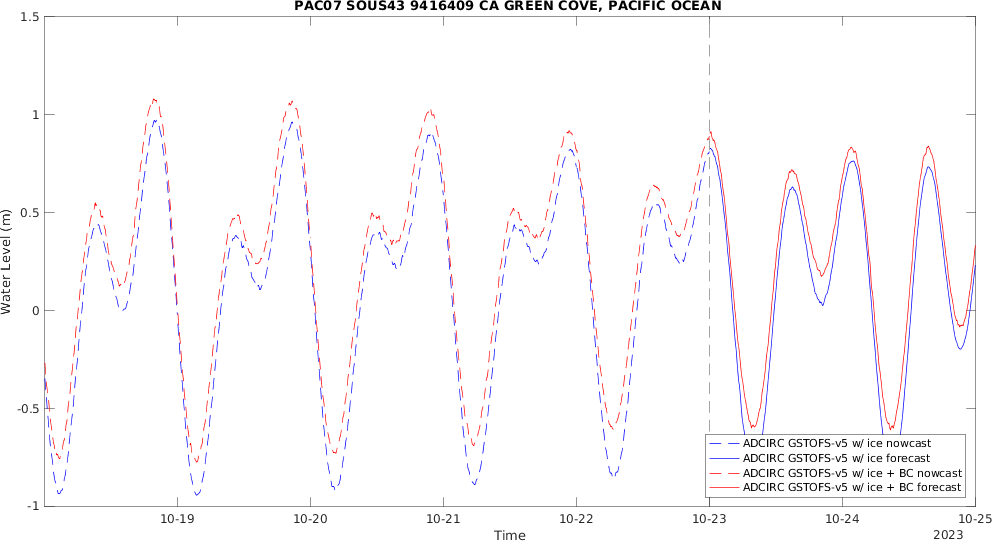 PAC07 SOUS43 9416409 CA GREEN COVE, PACIFIC OCEAN
1.5
1
0.5
0
-0.5
-1
Water Level (m)
10-19
10-20
10-21
10-22
10-23
10-24
10-25
Time
2023
ADCIRC GSTOFS-v5 w/ ice nowcast
ADCIRC GSTOFS-v5 w/ ice forecast
ADCIRC GSTOFS-v5 w/ ice + BC nowcast
ADCIRC GSTOFS-v5 w/ ice + BC forecast